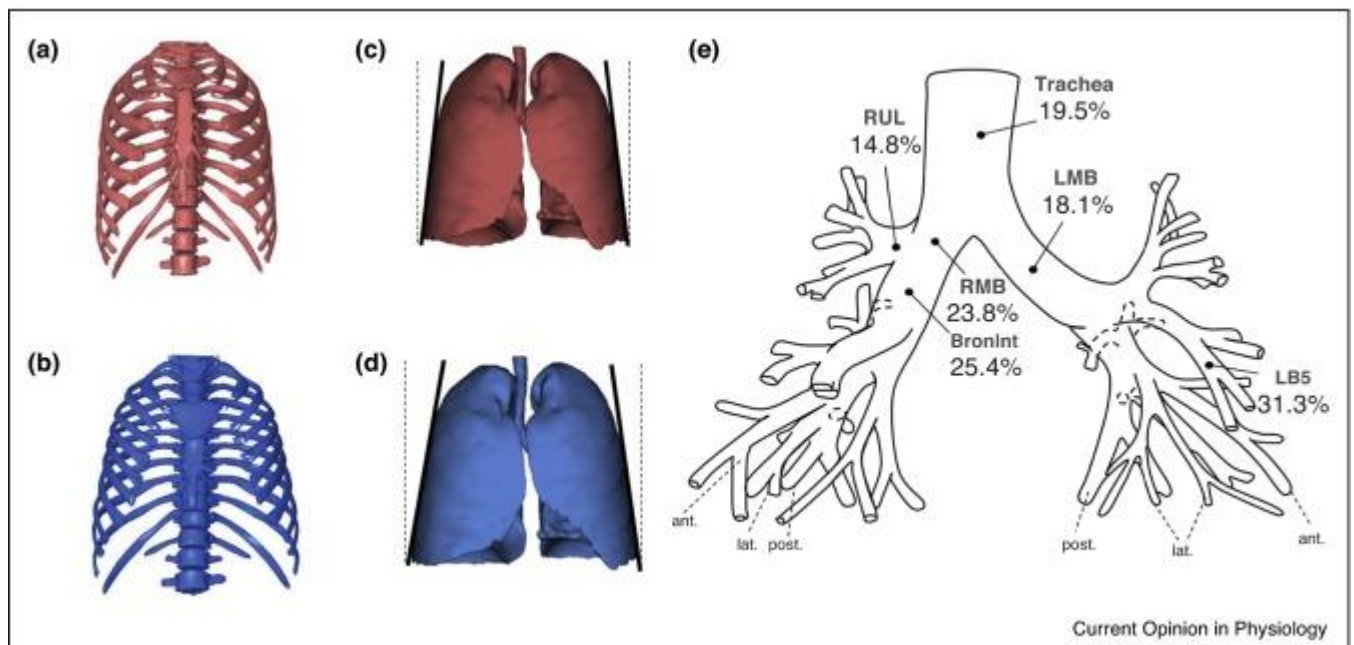 (a)
(c)
(e)
Trachea
19.5%
RUL
14.8%
LMB
18.1%
RMB
23.8%
BronInt
25.4%
(b)
(d)
LB5
31.3%
ant.
lat. post.
post.
lat.
ant.
Current Opinion in Physiology